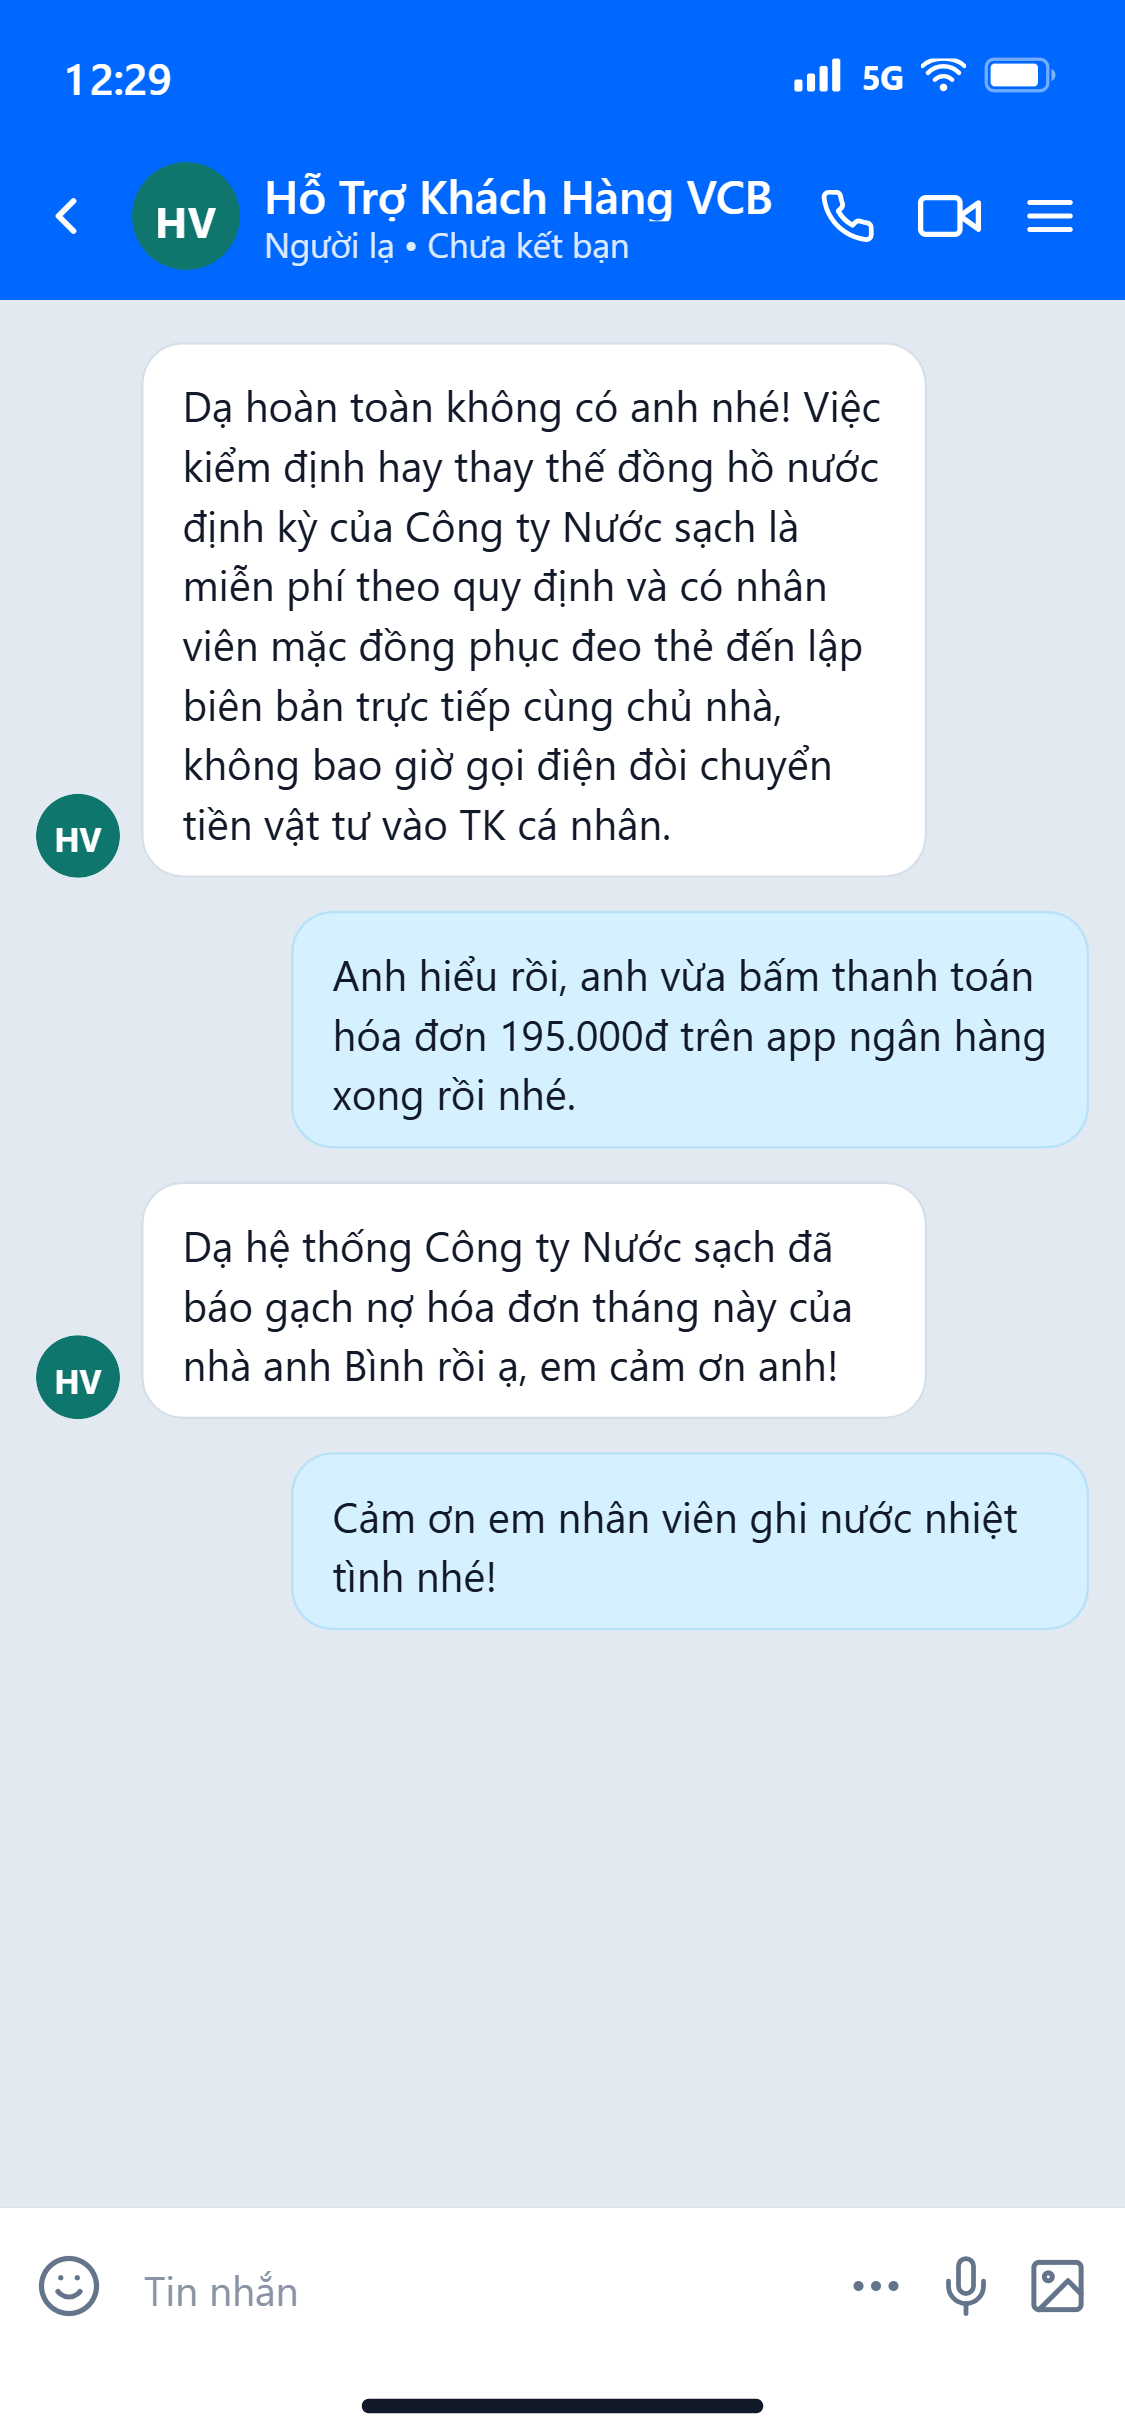 12:29
5G
HV
Hỗ Trợ Khách Hàng VCB
Người lạ • Chưa kết bạn
Dạ hoàn toàn không có anh nhé! Việc
kiểm định hay thay thế đồng hồ nước
định kỳ của Công ty Nước sạch là
miễn phí theo quy định và có nhân
viên mặc đồng phục đeo thẻ đến lập
biên bản trực tiếp cùng chủ nhà,
không bao giờ gọi điện đòi chuyển
tiền vật tư vào TK cá nhân.
HV
Anh hiểu rồi, anh vừa bấm thanh toán
hóa đơn 195.000đ trên app ngân hàng
xong rồi nhé.
Dạ hệ thống Công ty Nước sạch đã
báo gạch nợ hóa đơn tháng này của
nhà anh Bình rồi ạ, em cảm ơn anh!
HV
Cảm ơn em nhân viên ghi nước nhiệt
tình nhé!
Tin nhắn